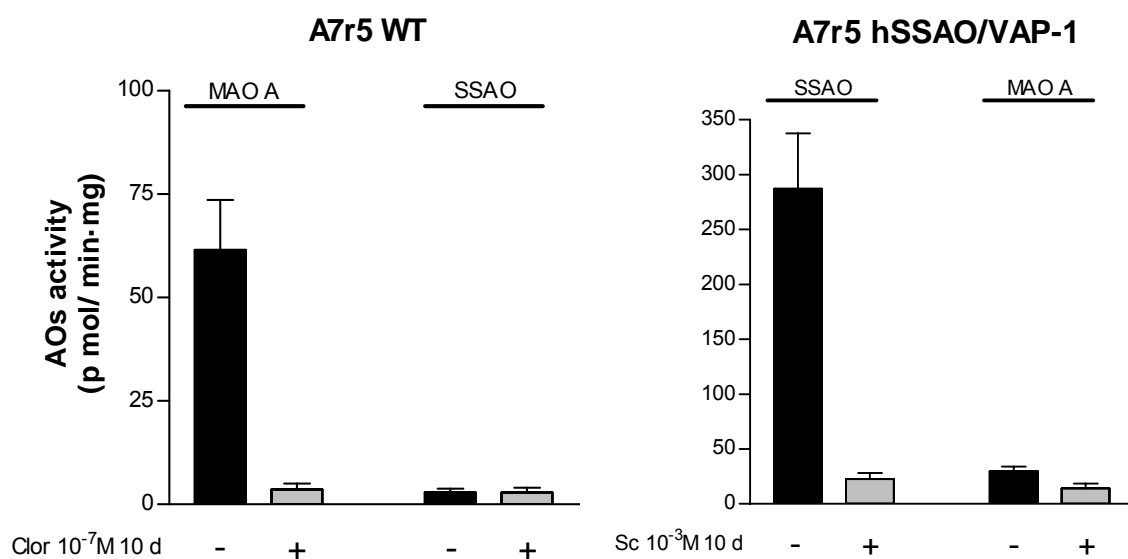 A7r5 WT
A7r5 hSSAO/VAP-1
MAO A
SSAO
SSAO
MAO A
AOs activity
(p mol/ min·mg)
100
75
50
25
0
350
300
250
200
150
100
50
0
Clor 10⁻⁷M 10 d - + - +
Sc 10⁻³M 10 d - + - +